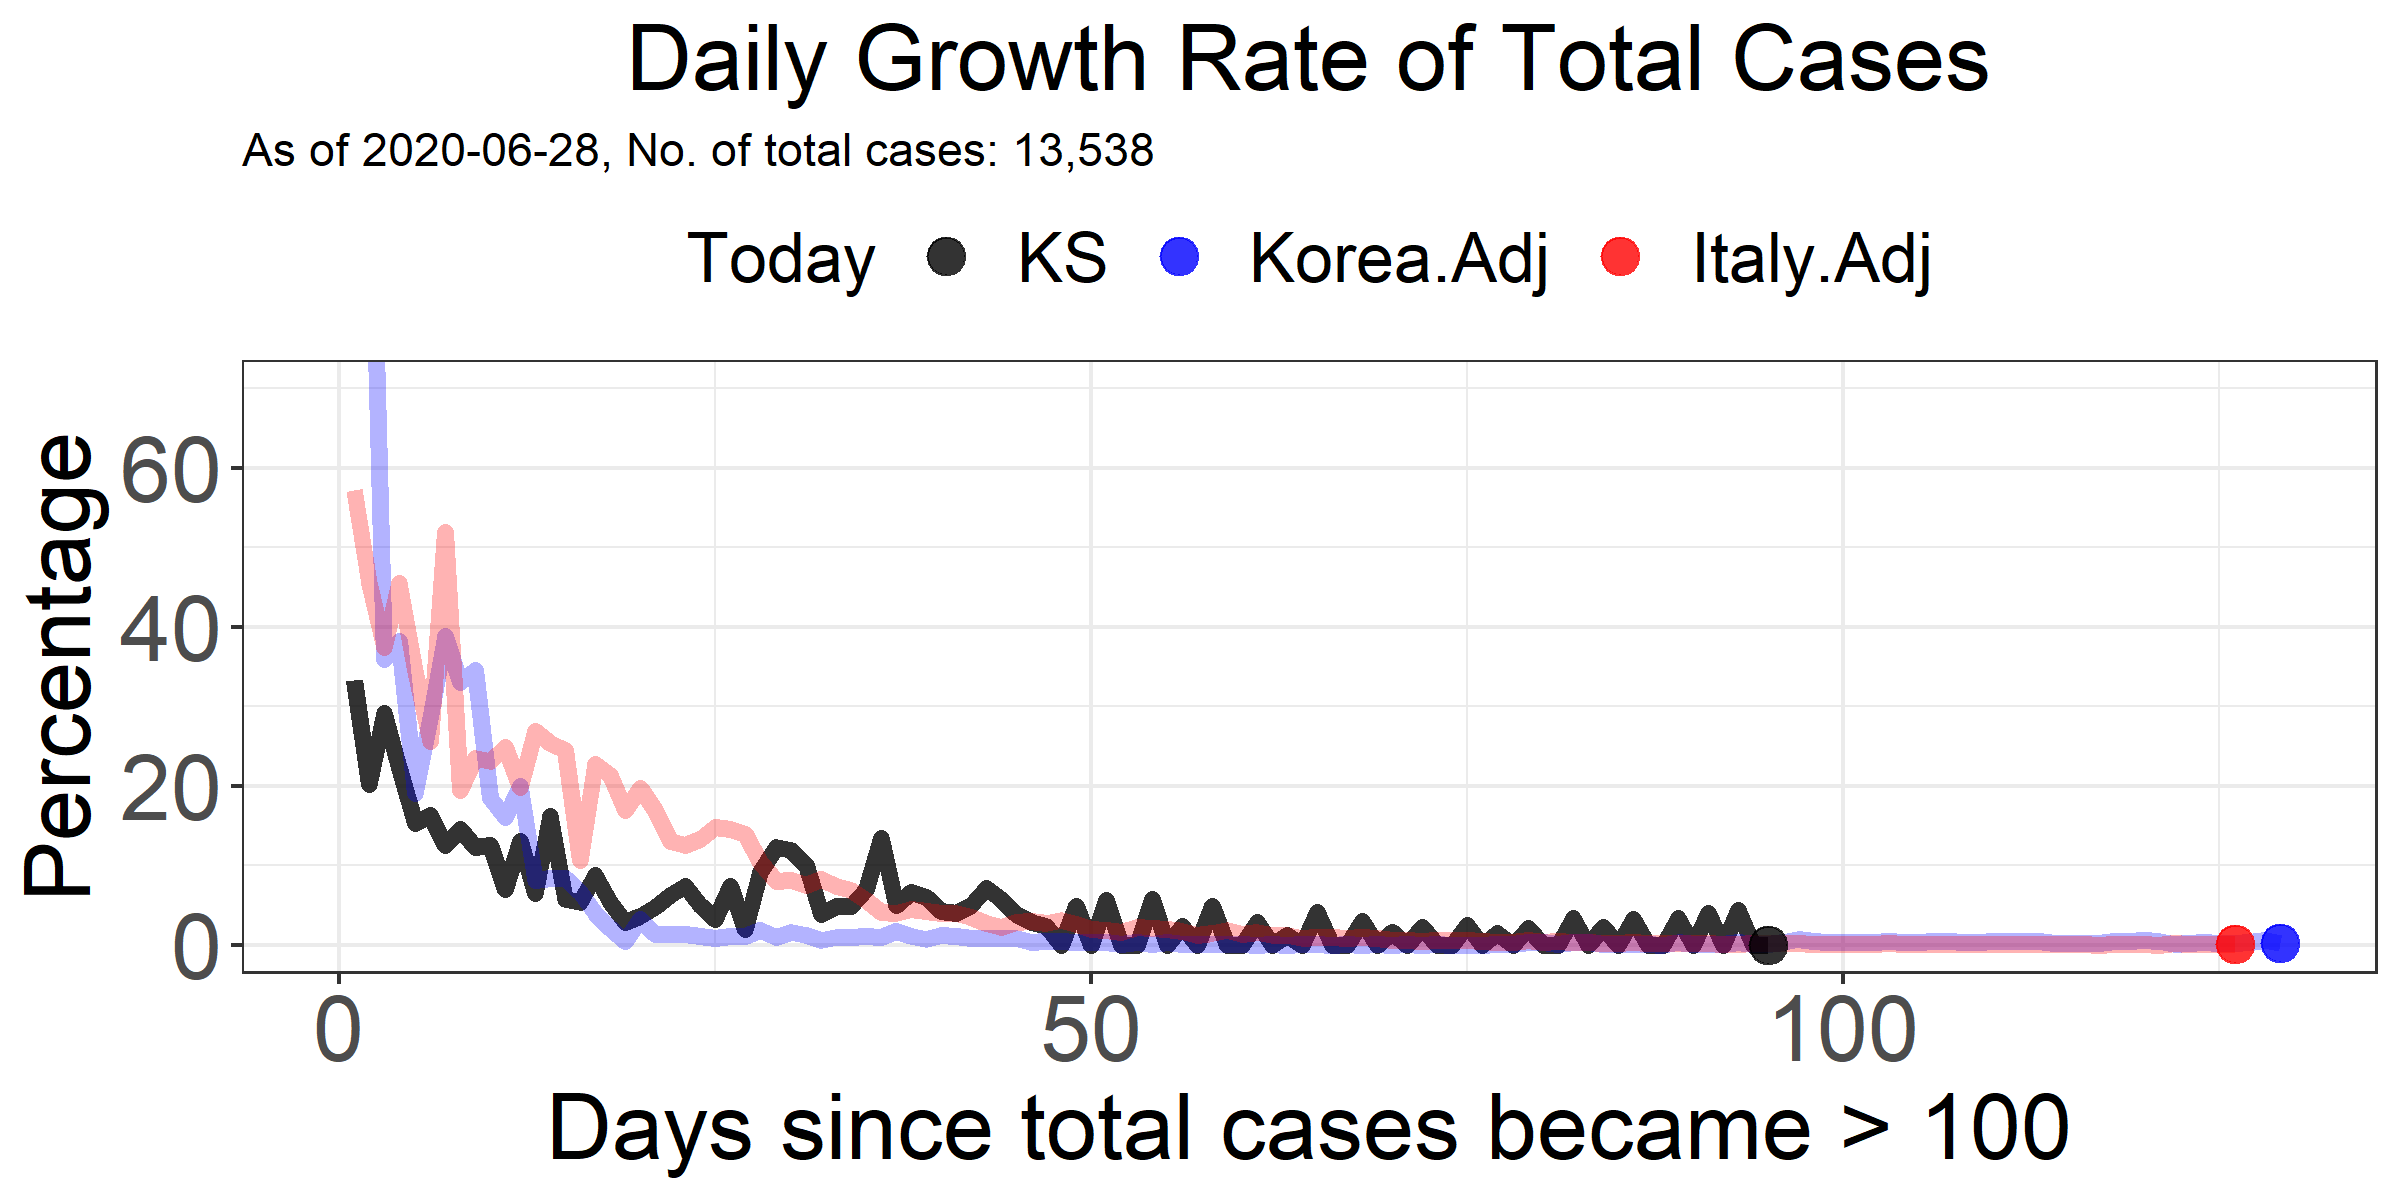 Daily Growth Rate of Total Cases
As of 2020-06-28, No. of total cases: 13,538
Today KS Korea.Adj Italy.Adj
Percentage
60
40
20
0
0 50 100
Days since total cases became > 100